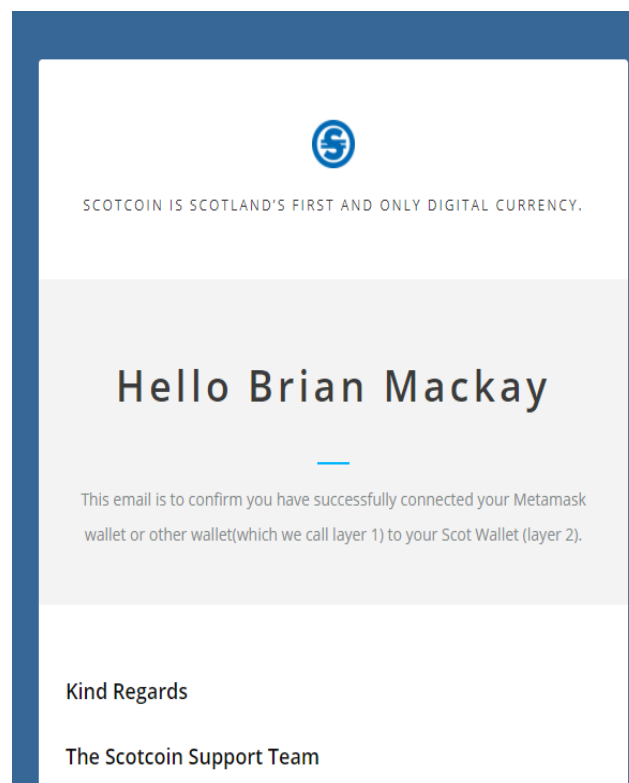 SCOTCOIN IS SCOTLAND'S FIRST AND ONLY DIGITAL CURRENCY.
Hello Brian Mackay
This email is to confirm you have successfully connected your Metamask
wallet or other wallet(which we call layer 1) to your Scot Wallet (layer 2).
Kind Regards
The Scotcoin Support Team